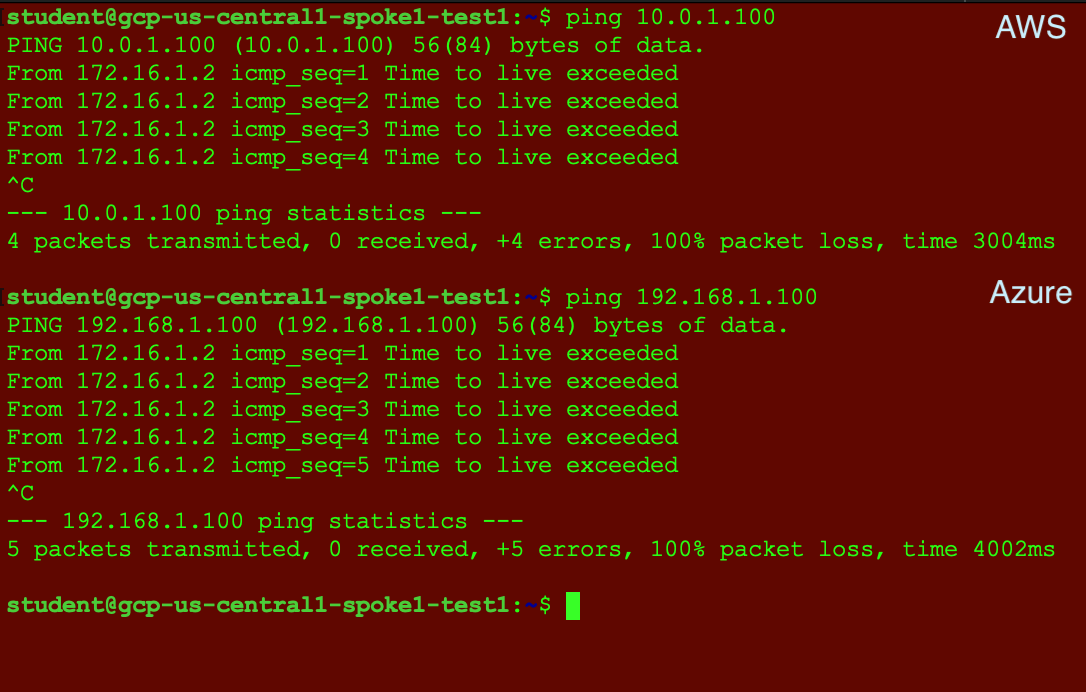 student@gcp-us-central1-spoke1-test1:~$ ping 10.0.1.100
AWS
PING 10.0.1.100 (10.0.1.100) 56(84) bytes of data.
From 172.16.1.2 icmp_seq=1 Time to live exceeded
From 172.16.1.2 icmp_seq=2 Time to live exceeded
From 172.16.1.2 icmp_seq=3 Time to live exceeded
From 172.16.1.2 icmp_seq=4 Time to live exceeded
^C
--- 10.0.1.100 ping statistics ---
4 packets transmitted, 0 received, +4 errors, 100% packet loss, time 3004ms
student@gcp-us-central1-spoke1-test1:~$ ping 192.168.1.100
Azure
PING 192.168.1.100 (192.168.1.100) 56(84) bytes of data.
From 172.16.1.2 icmp_seq=1 Time to live exceeded
From 172.16.1.2 icmp_seq=2 Time to live exceeded
From 172.16.1.2 icmp_seq=3 Time to live exceeded
From 172.16.1.2 icmp_seq=4 Time to live exceeded
From 172.16.1.2 icmp_seq=5 Time to live exceeded
^C
--- 192.168.1.100 ping statistics ---
5 packets transmitted, 0 received, +5 errors, 100% packet loss, time 4002ms
student@gcp-us-central1-spoke1-test1:~$